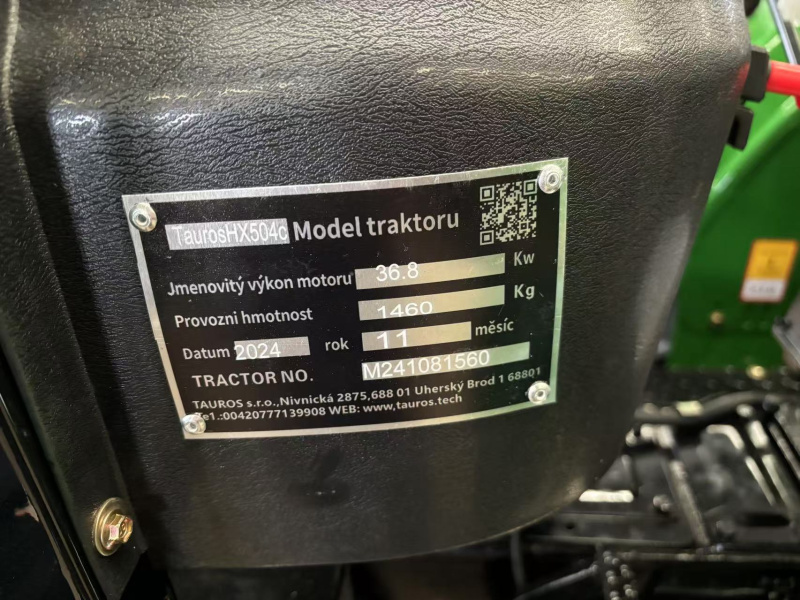 TaurosHX504c Model traktoru
Jmenovitý výkon motoru 36.8 Kw
Provozni hmotnost 1460 Kg
Datum 2024 rok 11 měsíc
TRACTOR NO. M241081560
TAUROS s.r.o.,Nivnická 2875,688 01 Uherský Brod 1 68801
Te1.:00420777139908 WEB: www,tauros.tech